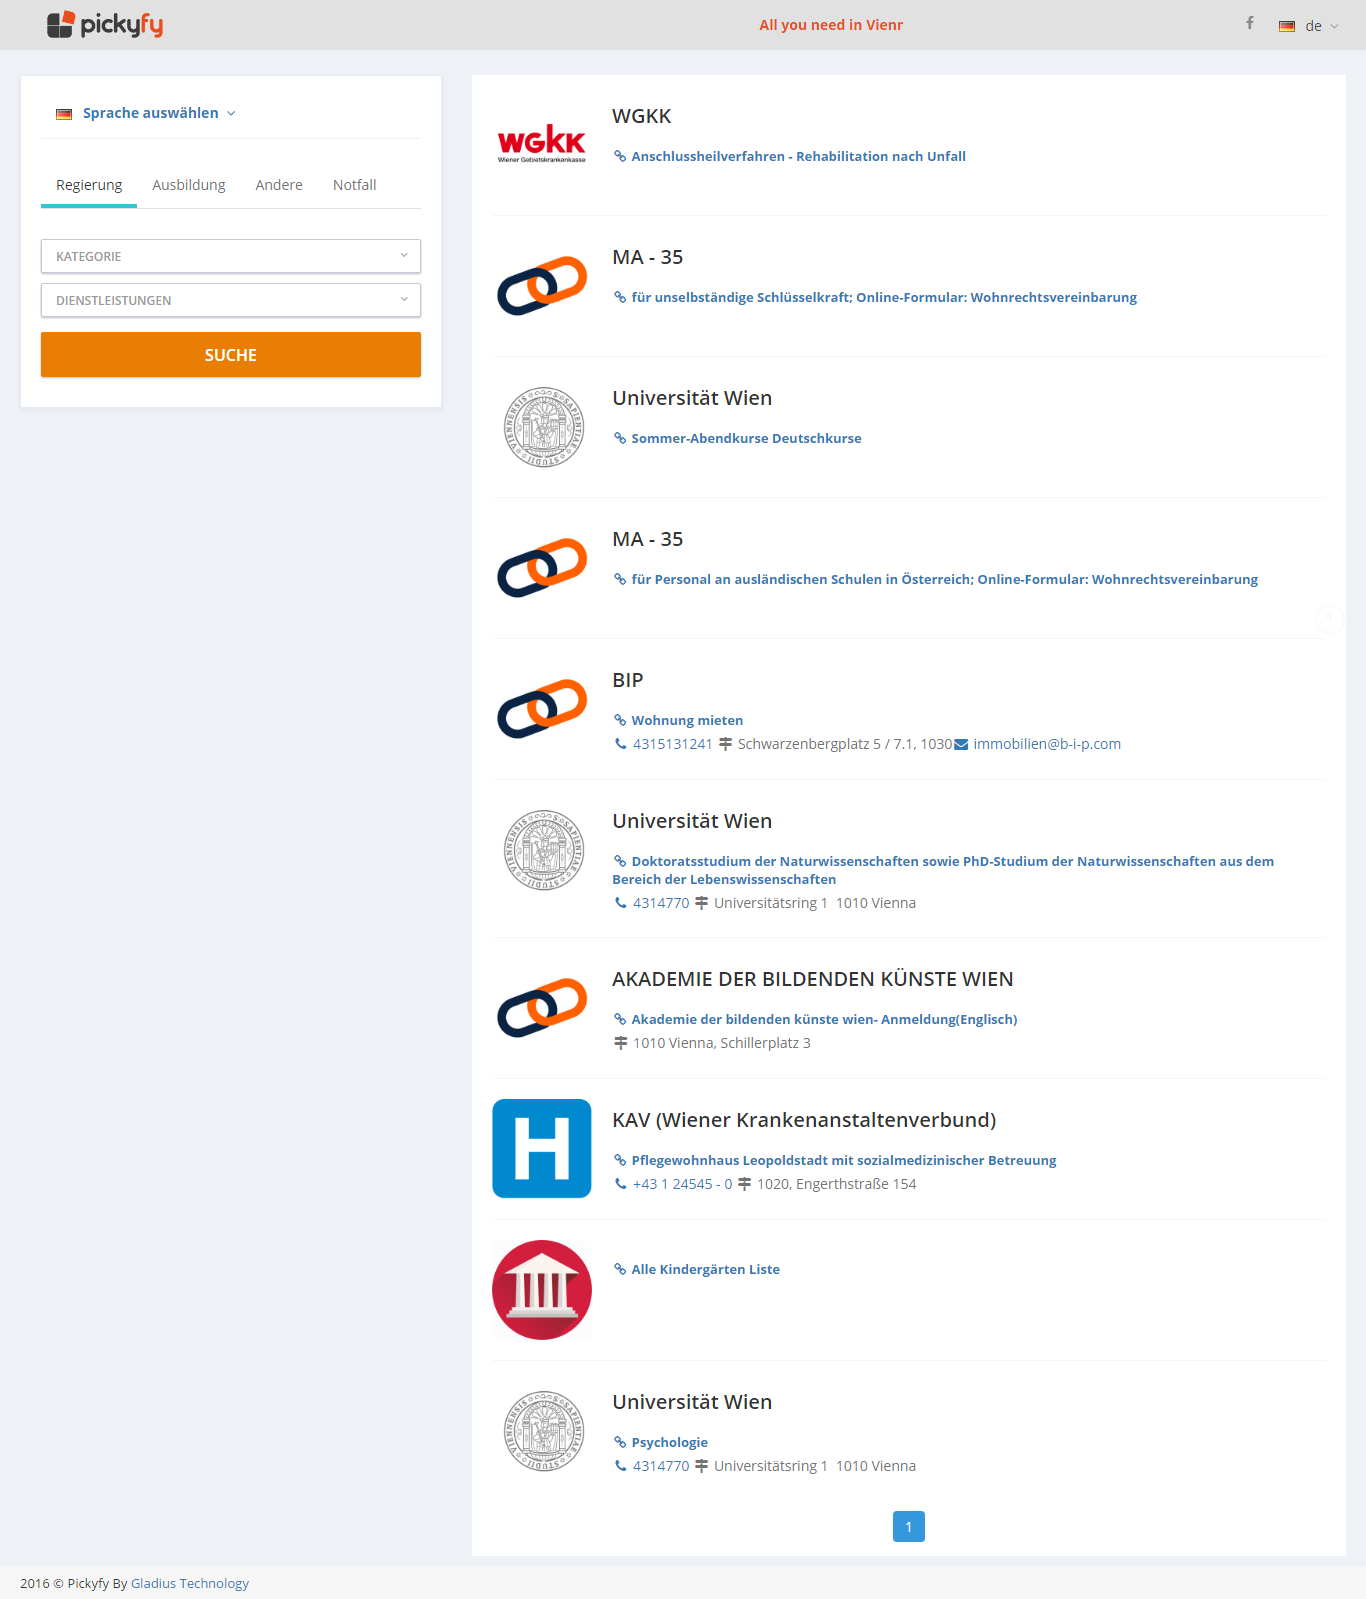 pickyfy
All you need in Vienr
de
Sprache auswählen
Regierung Ausbildung Andere Notfall
KATEGORIE
DIENSTLEISTUNGEN
SUCHE
WGKK
Wiener Gebietskrankenkasse
WGKK
Anschlussheilverfahren - Rehabilitation nach Unfall
MA - 35
für unselbständige Schlüsselkraft; Online-Formular: Wohnrechtsvereinbarung
Universität Wien
Sommer-Abendkurse Deutschkurse
MA - 35
für Personal an ausländischen Schulen in Österreich; Online-Formular: Wohnrechtsvereinbarung
BIP
Wohnung mieten
4315131241 Schwarzenbergplatz 5 / 7.1, 1030 immobilien@b-i-p.com
Universität Wien
Doktoratsstudium der Naturwissenschaften sowie PhD-Studium der Naturwissenschaften aus dem
Bereich der Lebenswissenschaften
4314770 Universitätsring 1 1010 Vienna
AKADEMIE DER BILDENDEN KÜNSTE WIEN
Akademie der bildenden künste wien- Anmeldung(Englisch)
1010 Vienna, Schillerplatz 3
H
KAV (Wiener Krankenanstaltenverbund)
Pflegewohnhaus Leopoldstadt mit sozialmedizinischer Betreuung
+43 1 24545 - 0 1020, Engerthstraße 154
Alle Kindergärten Liste
Universität Wien
Psychologie
4314770 Universitätsring 1 1010 Vienna
1
2016 © Pickyfy By Gladius Technology